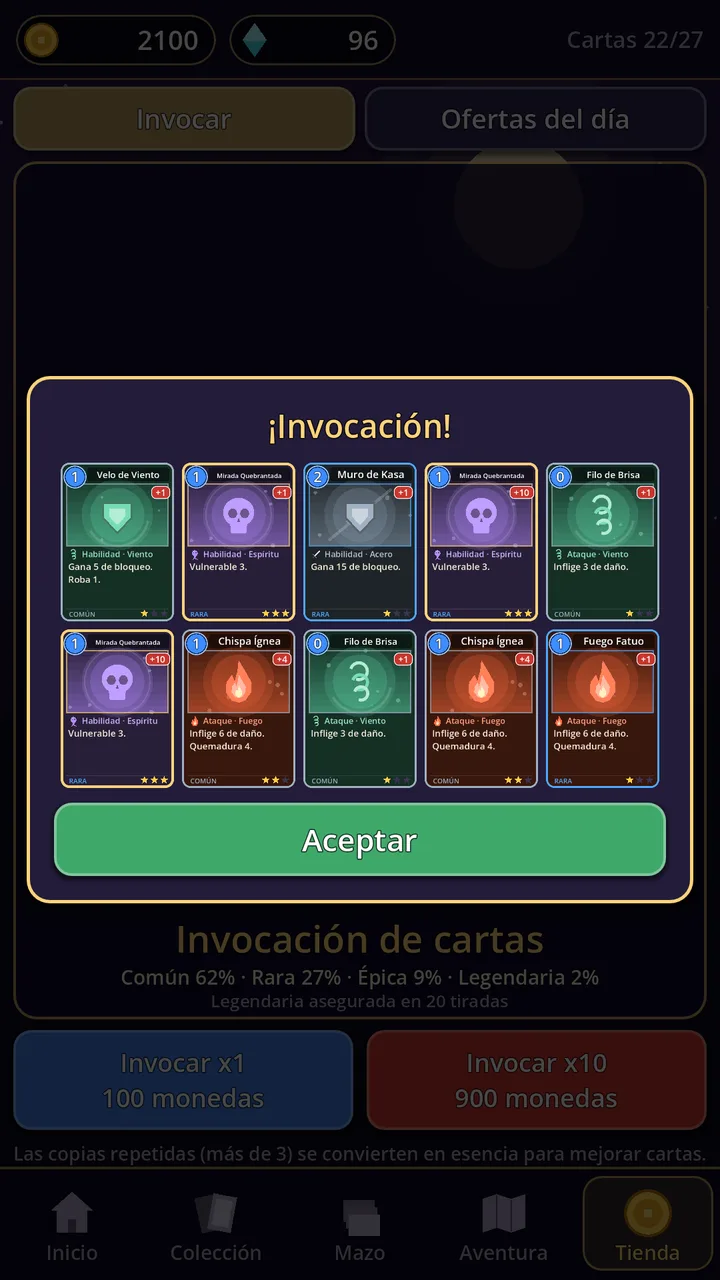 2100
96
Cartas 22/27
Invocar
Ofertas del día
¡Invocación!
1
Velo de Viento
+1
Habilidad · Viento
Gana 5 de bloqueo.
Roba 1.
COMÚN
1
Mirada Quebrantada
+1
Habilidad · Espíritu
Vulnerable 3.
RARA
2
Muro de Kasa
+1
Habilidad · Acero
Gana 15 de bloqueo.
RARA
1
Mirada Quebrantada
+10
Habilidad · Espíritu
Vulnerable 3.
RARA
0
Filo de Brisa
+1
Ataque · Viento
Inflige 3 de daño.
COMÚN
1
Mirada Quebrantada
+10
Habilidad · Espíritu
Vulnerable 3.
RARA
1
Chispa Ígnea
+4
Ataque · Fuego
Inflige 6 de daño.
Quemadura 4.
COMÚN
0
Filo de Brisa
+1
Ataque · Viento
Inflige 3 de daño.
COMÚN
1
Chispa Ígnea
+4
Ataque · Fuego
Inflige 6 de daño.
Quemadura 4.
COMÚN
1
Fuego Fatuo
+1
Ataque · Fuego
Inflige 6 de daño.
Quemadura 4.
RARA
Aceptar
Invocación de cartas
Común 62% · Rara 27% · Épica 9% · Legendaria 2%
Legendaria asegurada en 20 tiradas
Invocar x1
100 monedas
Invocar x10
900 monedas
Las copias repetidas (más de 3) se convierten en esencia para mejorar cartas.
Inicio
Colección
Mazo
Aventura
Tienda